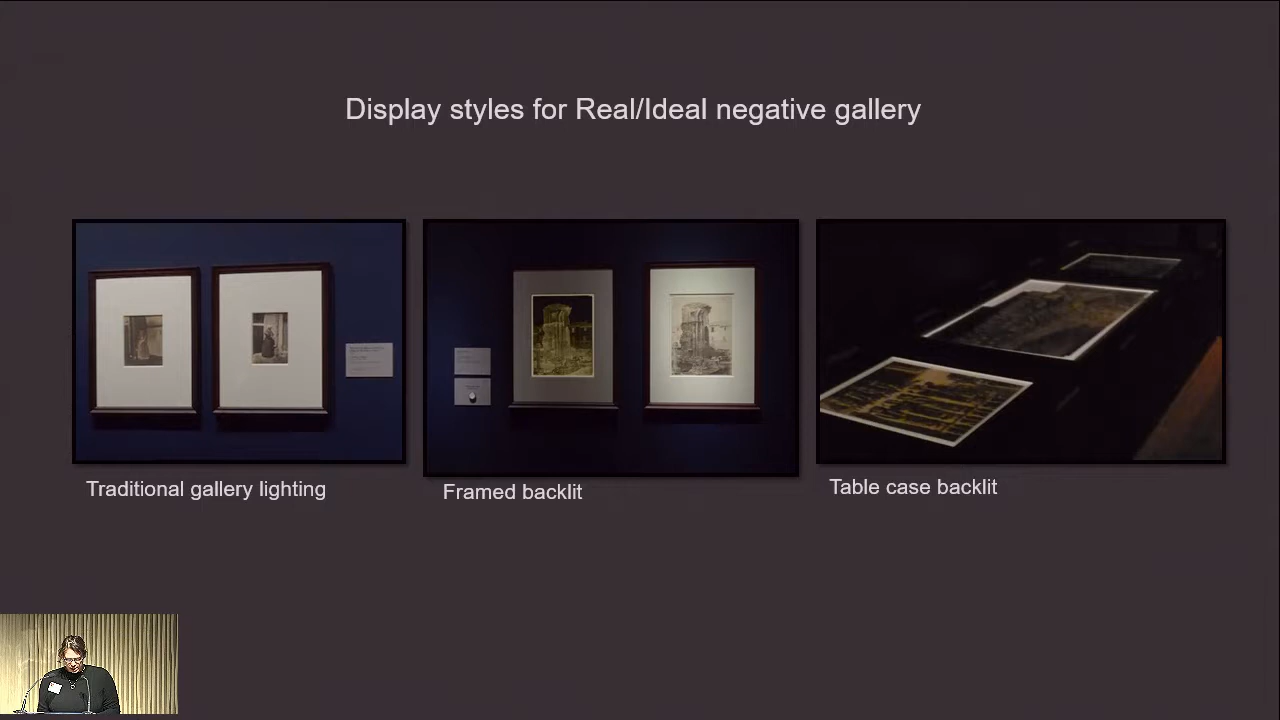 Display styles for Real/Ideal negative gallery
Traditional gallery lighting
Framed backlit
Table case backlit